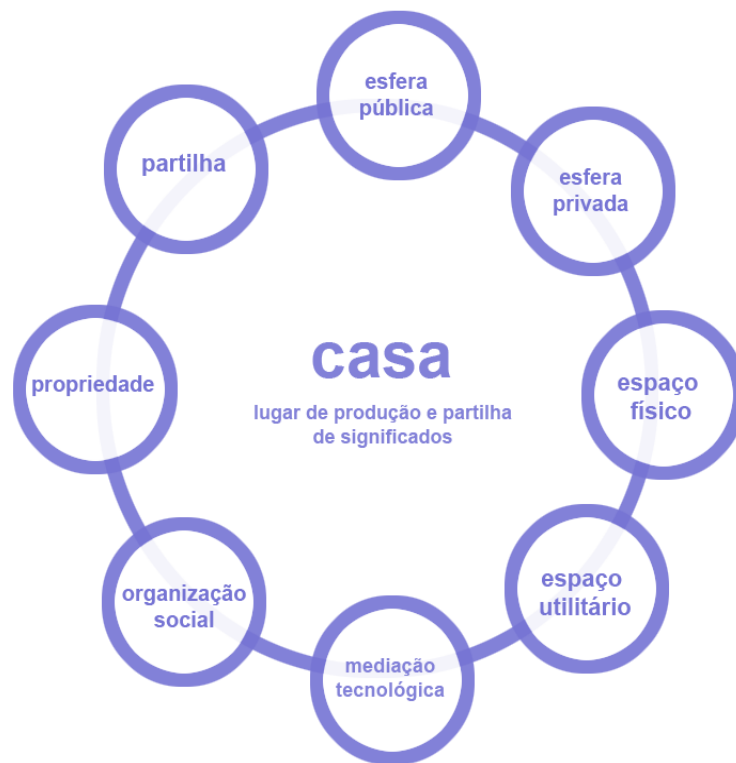 esfera
pública
esfera
privada
espaço
físico
espaço
utilitário
mediação
tecnológica
organização
social
propriedade
partilha
casa
lugar de produção e partilha
de significados